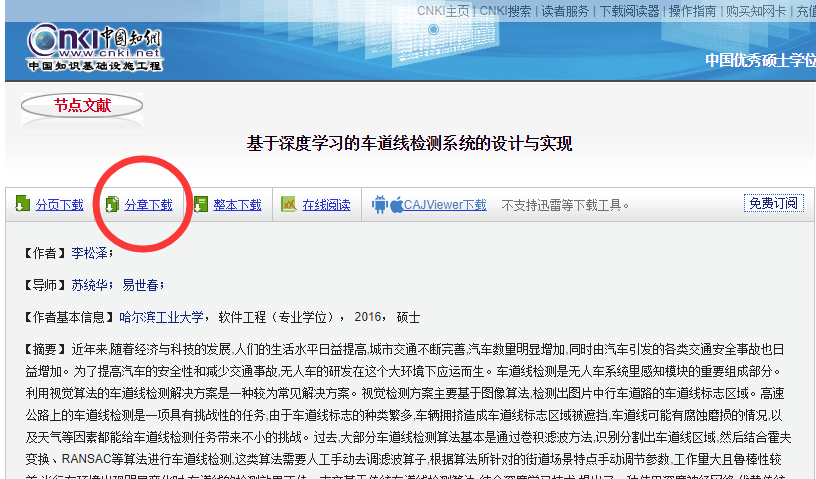 CNKI主页 | CNKI搜索 | 读者服务 | 下载阅读器 | 操作指南 | 购买知网卡 | 充值
Cnki中国知网
www.cnki.net
中国知识基础设施工程
中国优秀硕士学位
节点文献
基于深度学习的车道线检测系统的设计与实现
分页下载 分章下载 整本下载 在线阅读 CAJViewer下载 不支持迅雷等下载工具。 免费订阅
【作者】 李松泽;
【导师】 苏统华; 易世春;
【作者基本信息】 哈尔滨工业大学, 软件工程(专业学位), 2016, 硕士
【摘要】 近年来,随着经济与科技的发展,人们的生活水平日益提高,城市交通不断完善,汽车数量明显增加,同时由汽车引发的各类交通安全事故也日
益增加。为了提高汽车的安全性和减少交通事故,无人车的研发在这个大环境下应运而生。车道线检测是无人车系统里感知模块的重要组成部分。
利用视觉算法的车道线检测解决方案是一种较为常见解决方案。视觉检测方案主要基于图像算法,检测出图片中行车道路的车道线标志区域。高速
公路上的车道线检测是一项具有挑战性的任务,由于车道线标志的种类繁多,车辆拥挤造成车道线标志区域被遮挡,车道线可能有腐蚀磨损的情况,以
及天气等因素都能给车道线检测任务带来不小的挑战。过去,大部分车道线检测算法基本是通过卷积滤波方法,识别分割出车道线区域,然后结合霍夫
变换、RANSAC等算法进行车道线检测,这类算法需要人工手动去调滤波算子,根据算法所针对的街道场景特点手动调节参数,工作量大且鲁棒性较